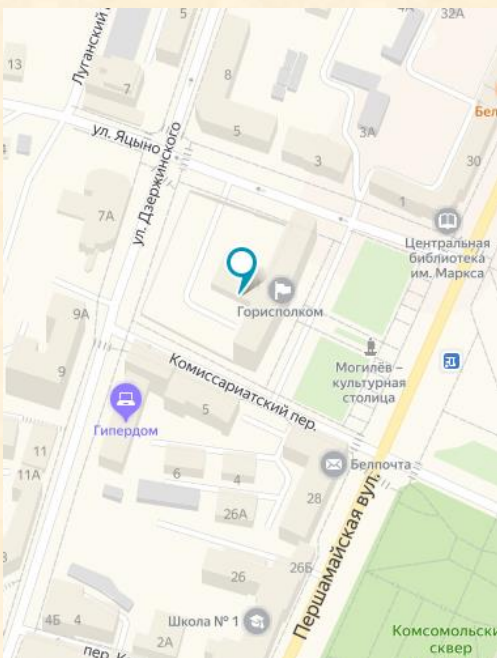 4А
32А
Луганский
13
7
8
Бел
ул. Яцыно
5
3А
3
30
7А
ул. Дзержинского
1
Центральная
библиотека
им. Маркса
Горисполком
9А
Могилёв –
культурная
столица
9
Комиссариатский пер.
Гипердом
5
11
Белпочта
11А
6
4
28
26А
Першамайская вул.
26
26Б
Школа № 1
4Б
4
2А
Комсомольски
сквер
пер.